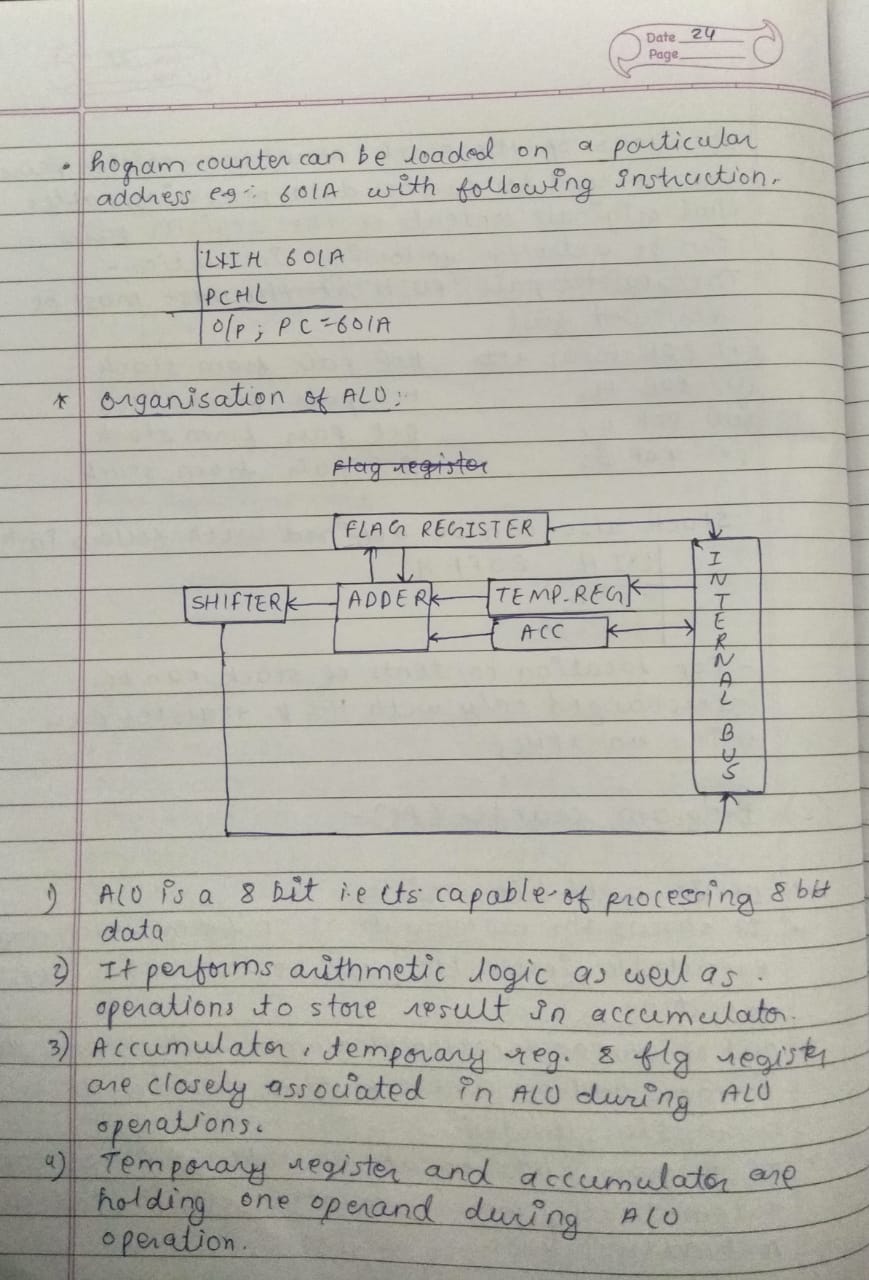 Date 24
Page
• Program counter can be loaded on a particular
address eg:- 601A with following instruction.
LXIH 601A
PCHL
O/P ; PC=601A
* Organisation of ALU:
Flag register
FLAG REGISTER
SHIFTER
ADDER
TEMP.REG
ACC
INTERNAL BUS
1) ALU is a 8 bit i.e its capable of processing 8 bit
data
2) It performs arithmetic logic as well as
operations to store result in accumulator.
3) Accumulator, temporary reg. & flg register
are closely associated in ALU during ALU
operations.
4) Temporary register and accumulator are
holding one operand during ALU
operation.